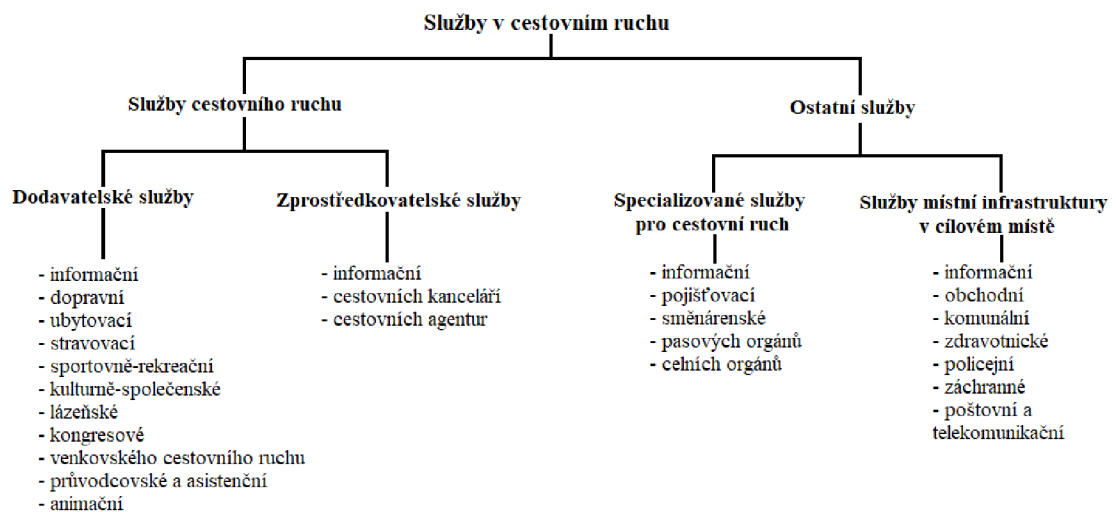 Služby v cestovním ruchu
Služby cestovního ruchu
Ostatní služby
Dodavatelské služby
- informační
- dopravní
- ubytovací
- stravovací
- sportovně-rekreační
- kulturně-společenské
- lázeňské
- kongresové
- venkovského cestovního ruchu
- průvodcovské a asistenční
- animační
Zprostředkovatelské služby
- informační
- cestovních kanceláří
- cestovních agentur
Specializované služby
pro cestovní ruch
- informační
- pojišťovací
- směnárenské
- pasových orgánů
- celních orgánů
Služby místní infrastruktury
v cílovém místě
- informační
- obchodní
- komunální
- zdravotnické
- policejní
- záchranné
- poštovní a
telekomunikační